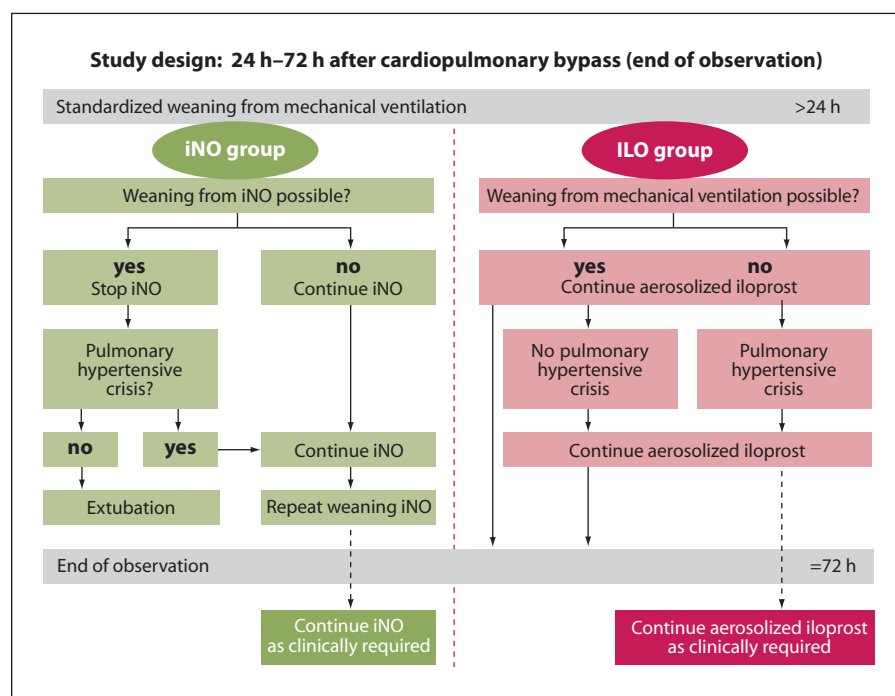 Study design: 24 h–72 h after cardiopulmonary bypass (end of observation)
Standardized weaning from mechanical ventilation >24 h
iNO group
Weaning from iNO possible?
yes
Stop iNO
no
Continue iNO
Pulmonary
hypertensive
crisis?
no
yes
Continue iNO
Extubation
Repeat weaning iNO
ILO group
Weaning from mechanical ventilation possible?
yes no
Continue aerosolized iloprost
No pulmonary
hypertensive
crisis
Pulmonary
hypertensive
crisis
Continue aerosolized iloprost
End of observation =72 h
Continue iNO
as clinically required
Continue aerosolized iloprost
as clinically required